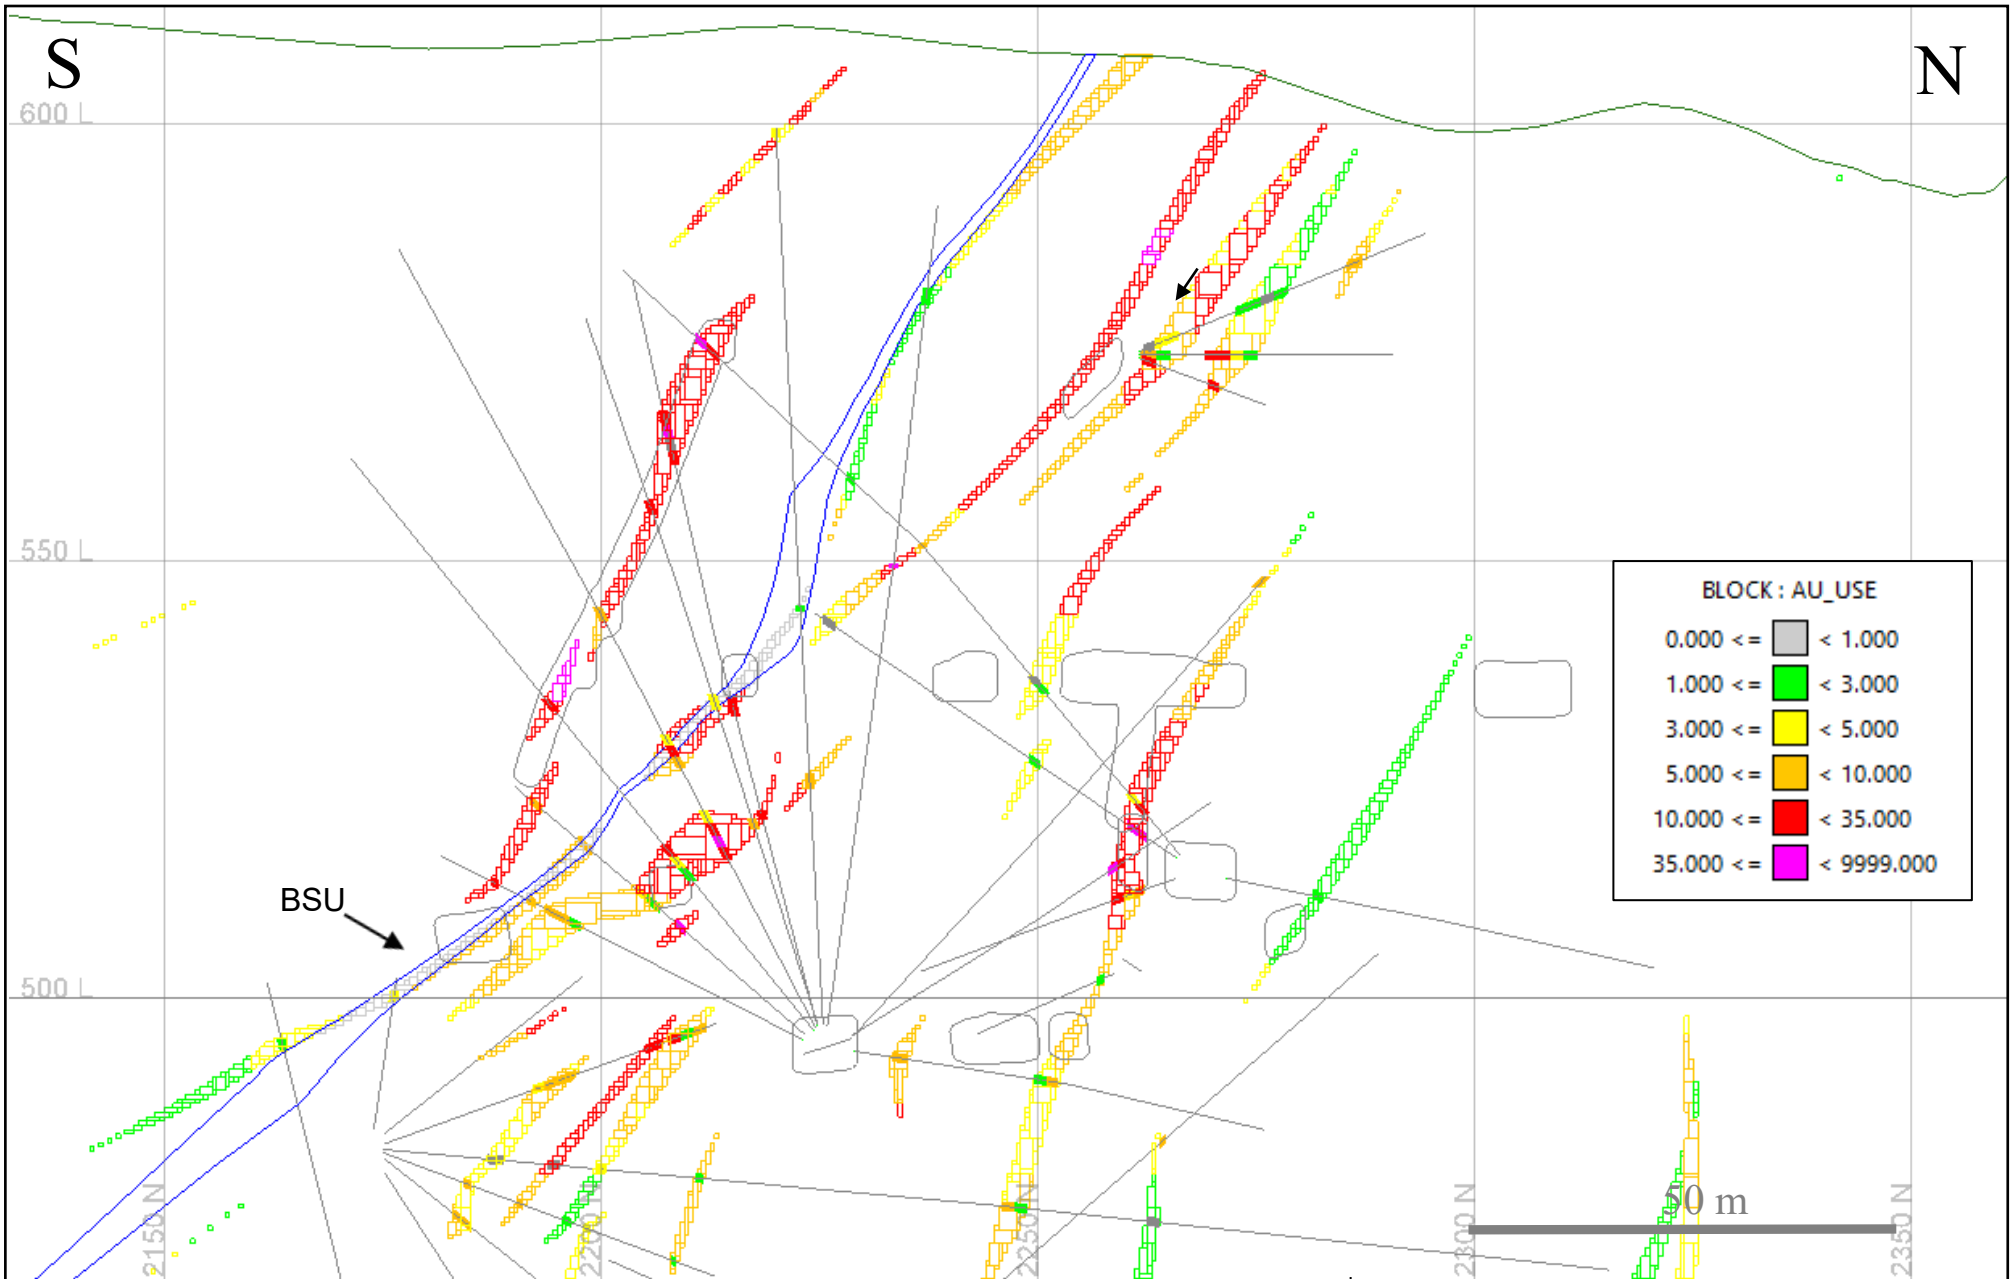 S
N
600 L
550 L
BLOCK : AU_USE
0.000 <= < 1.000
1.000 <= < 3.000
3.000 <= < 5.000
5.000 <= < 10.000
10.000 <= < 35.000
35.000 <= < 9999.000
BSU
500 L
50 m
2150 N
2200 N
2250 N
2300 N
2350 N